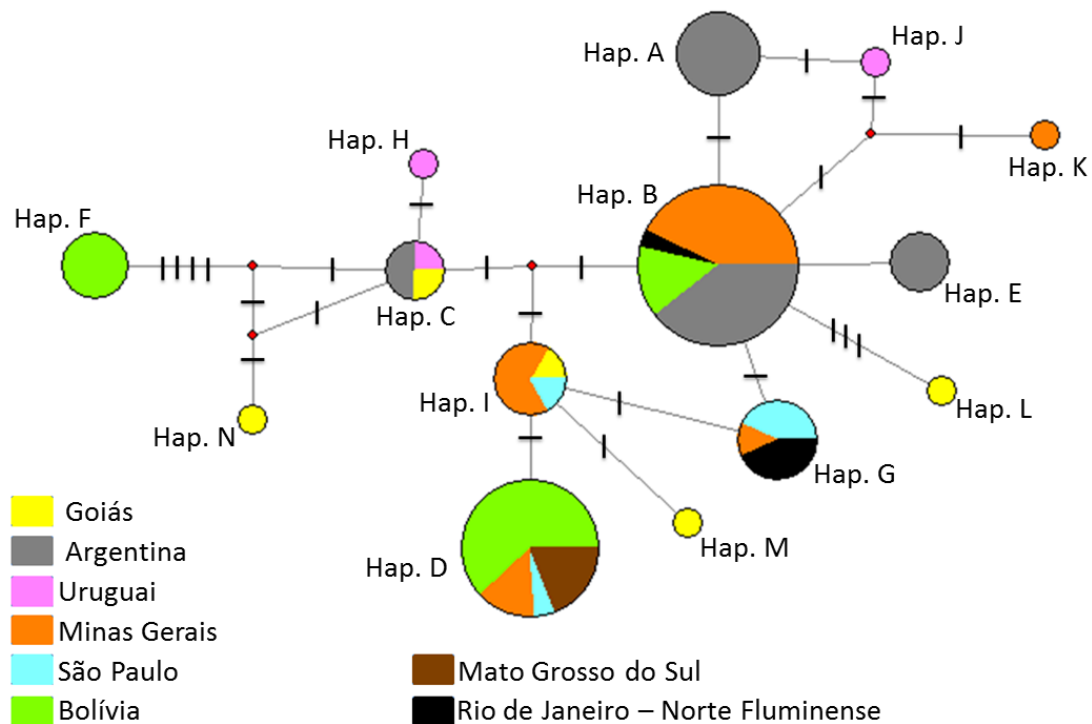 Hap. A
Hap. J
Hap. H
Hap. K
Hap. B
Hap. F
Hap. E
Hap. C
Hap. I
Hap. L
Hap. N
Hap. G
Hap. M
Hap. D
Goiás
Argentina
Uruguai
Minas Gerais
São Paulo
Bolívia
Mato Grosso do Sul
Rio de Janeiro – Norte Fluminense